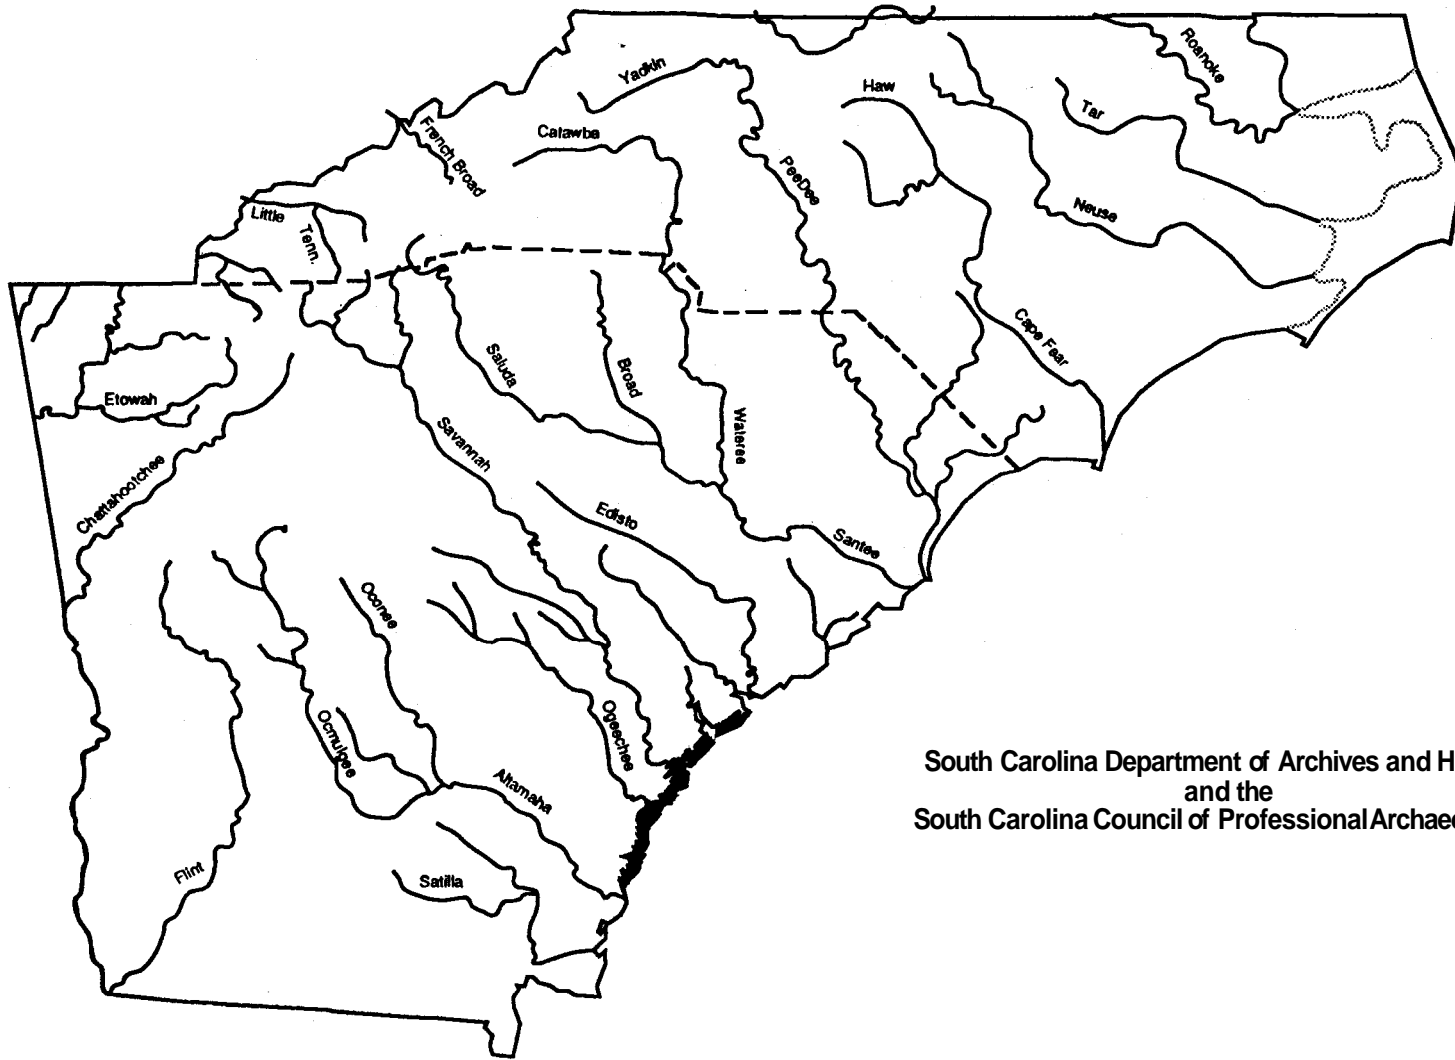 Roanoke
Yadkin
Haw
Tar
French Broad
Catawba
PeeDee
Little
Tenn.
Neuse
Cape Fear
Saluda
Broad
Etowah
Wateree
Savannah
Chattahootchee
Edisto
Santee
Oconee
Ogeechee
Ocmulgee
Altamaha
Flint
Satilla
South Carolina Department of Archives and H
and the
South Carolina Council of Professional Archae